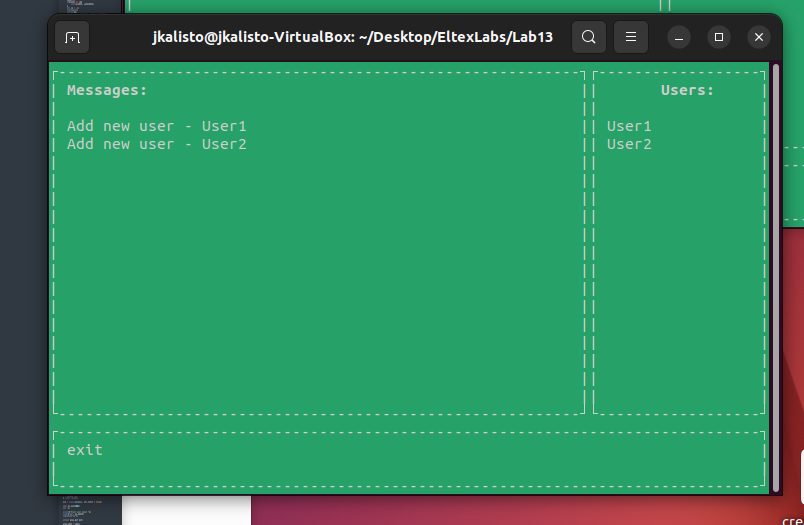 jkalisto@jkalisto-VirtualBox: ~/Desktop/EltexLabs/Lab13
Messages:
Users:
Add new user - User1
User1
Add new user - User2
User2
exit
cre